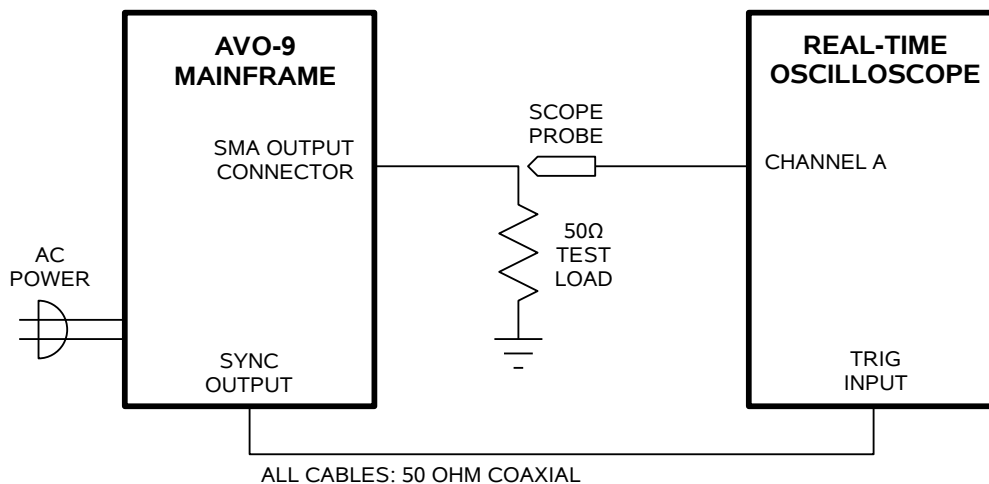 AVO-9
MAINFRAME
REAL-TIME
OSCILLOSCOPE
SCOPE
PROBE
SMA OUTPUT
CONNECTOR
CHANNEL A
50Ω
TEST
LOAD
AC
POWER
SYNC
OUTPUT
TRIG
INPUT
ALL CABLES: 50 OHM COAXIAL